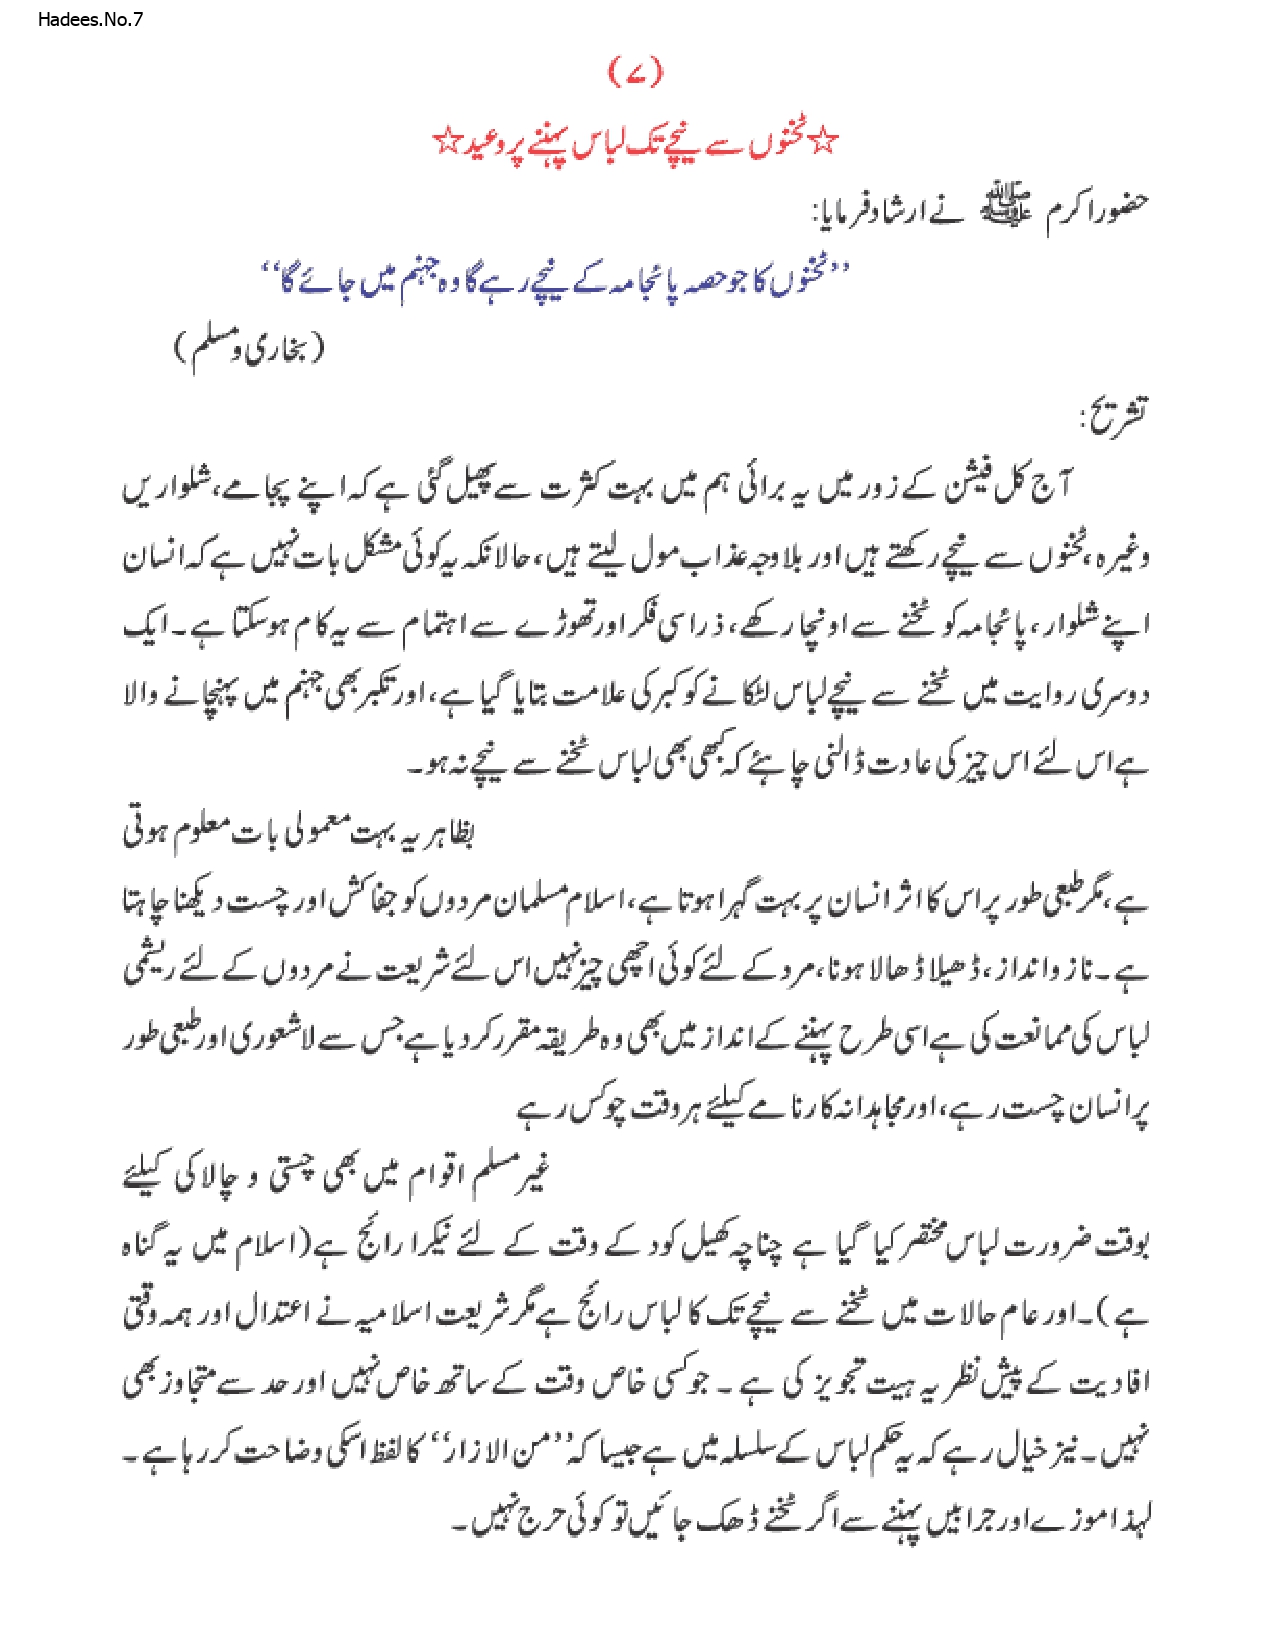 Hadees.No.7
(۷)
☆ٹخنوں سے نیچے تک لباس پہننے پر وعید☆
حضور اکرم ﷺ نے ارشاد فرمایا:
’’ٹخنوں کا جو حصہ پائجامہ کے نیچے رہے گا وہ جہنم میں جائے گا‘‘
(بخاری و مسلم)
تشریح:
آج کل فیشن کے زور میں یہ برائی ہم میں بہت کثرت سے پھیل گئی ہے کہ اپنے پجامے، شلواریں
وغیرہ، ٹخنوں سے نیچے رکھتے ہیں اور بلاوجہ عذاب مول لیتے ہیں، حالانکہ یہ کوئی مشکل بات نہیں ہے کہ انسان
اپنے شلوار، پائجامہ کو ٹخنے سے اونچا رکھے، ذرا سی فکر اور تھوڑے سے اہتمام سے یہ کام ہو سکتا ہے۔ ایک
دوسری روایت میں ٹخنے سے نیچے لباس لٹکانے کو کبر کی علامت بتایا گیا ہے، اور تکبر بھی جہنم میں پہنچانے والا
ہے اس لئے اس چیز کی عادت ڈالنی چاہئے کہ کبھی بھی لباس ٹخنے سے نیچے نہ ہو۔
بظاہر یہ بہت معمولی بات معلوم ہوتی
ہے، مگر طبعی طور پر اس کا اثر انسان پر بہت گہرا ہوتا ہے، اسلام مسلمان مردوں کو جفاکش اور چست دیکھنا چاہتا
ہے۔ ناز و انداز، ڈھیلا ڈھالا ہونا، مرد کے لئے کوئی اچھی چیز نہیں اس لئے شریعت نے مردوں کے لئے ریشمی
لباس کی ممانعت کی ہے اسی طرح پہننے کے انداز میں بھی وہ طریقہ مقرر کر دیا ہے جس سے لاشعوری اور طبعی طور
پر انسان چست رہے، اور مجاہدانہ کارنامے کیلئے ہر وقت چوکس رہے
غیر مسلم اقوام میں بھی چستی و چالاکی کیلئے
بوقت ضرورت لباس مختصر کیا گیا ہے چناچہ کھیل کود کے وقت کے لئے نیکرا رائج ہے (اسلام میں یہ گناہ
ہے)۔ اور عام حالات میں ٹخنے سے نیچے تک کا لباس رائج ہے مگر شریعت اسلامیہ نے اعتدال اور ہمہ وقتی
افادیت کے پیش نظر یہ ہیت تجویز کی ہے ۔ جو کسی خاص وقت کے ساتھ خاص نہیں اور حد سے متجاوز بھی
نہیں۔ نیز خیال رہے کہ یہ حکم لباس کے سلسلہ میں ہے جیسا کہ ’’من الازار‘‘ کا لفظ اسکی وضاحت کر رہا ہے۔
لہذا موزے اور جرابیں پہننے سے اگر ٹخنے ڈھک جائیں تو کوئی حرج نہیں۔